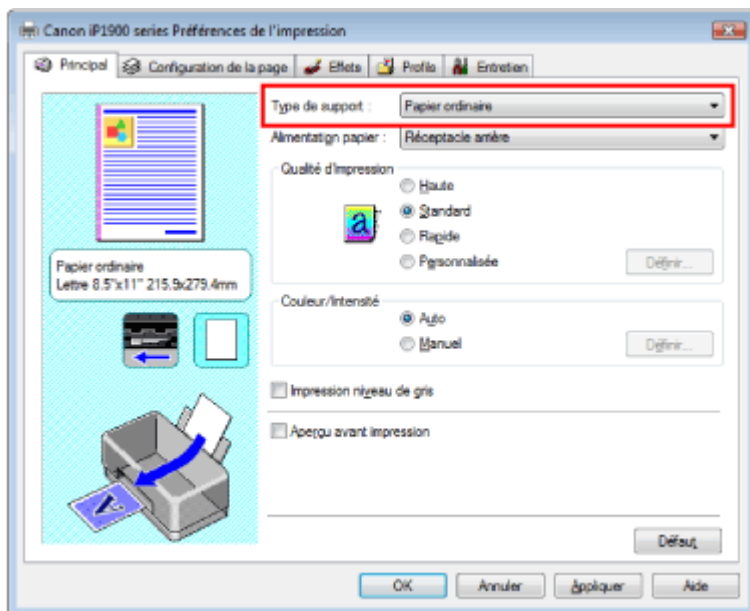 Canon iP1900 series Préférences de l'impression
Principal Configuration de la page Effets Profils Entretien
Type de support : Papier ordinaire
Alimentation papier : Réceptacle arrière
Qualité d'impression
Haute
Standard
Rapide
Personnalisée Définir...
Papier ordinaire
Lettre 8.5"x11" 215.9x279.4mm
Couleur/Intensité
Auto
Manuel Définir...
Impression niveau de gris
Aperçu avant impression
Défaut
OK Annuler Appliquer Aide